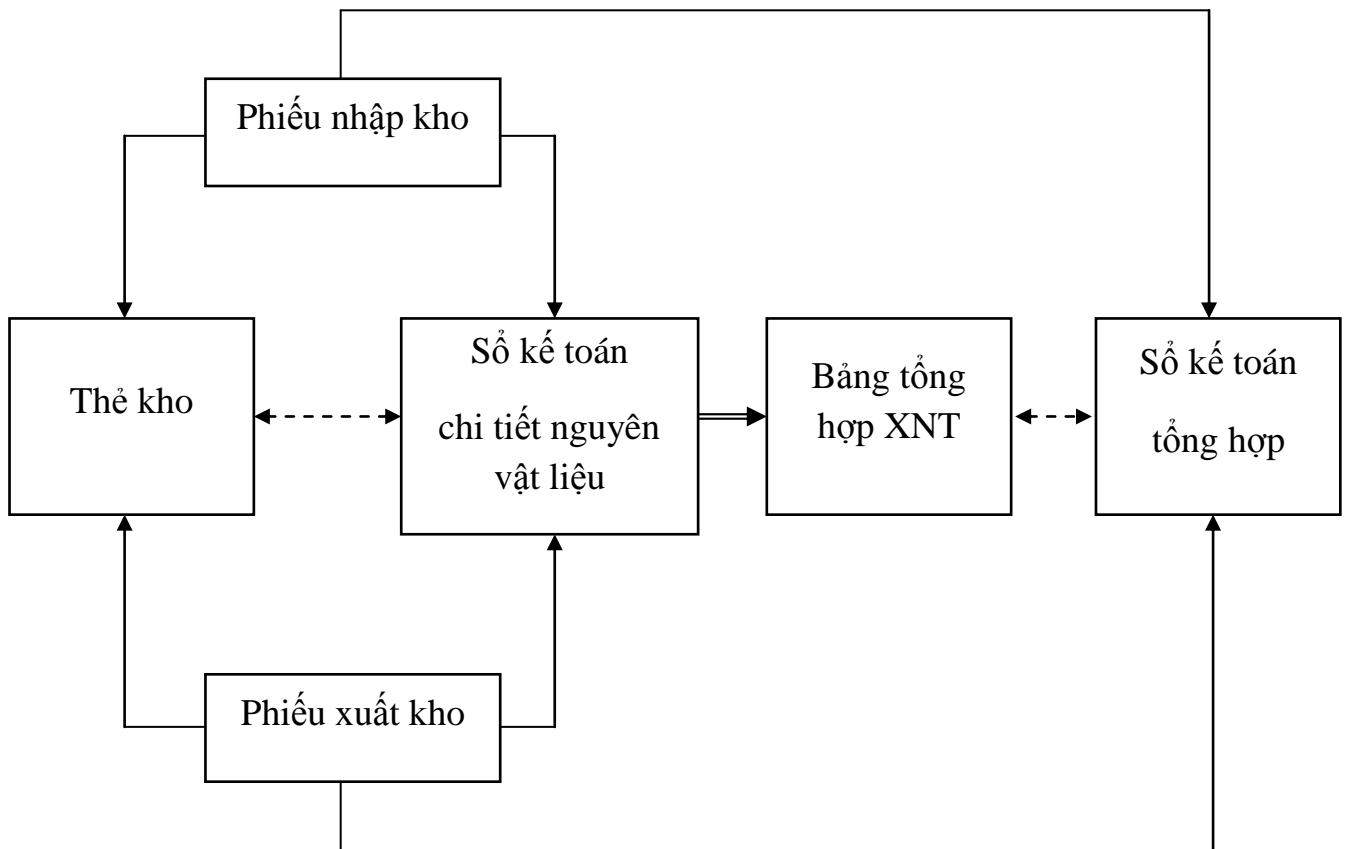 Phiếu nhập kho
Thẻ kho
Sổ kế toán
chi tiết nguyên
vật liệu
Bảng tổng
hợp XNT
Sổ kế toán
tổng hợp
Phiếu xuất kho